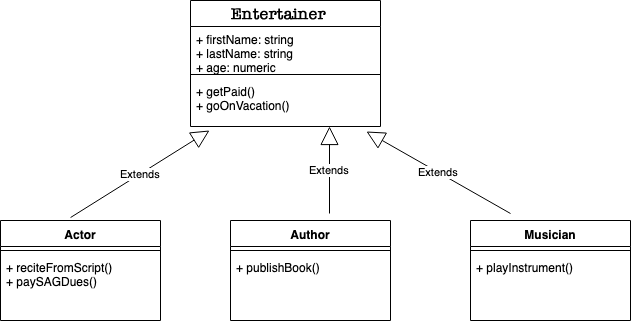 Entertainer
+ firstName: string
+ lastName: string
+ age: numeric
+ getPaid()
+ goOnVacation()
Extends
Extends
Extends
Actor
+ reciteFromScript()
+ paySAGDues()
Author
+ publishBook()
Musician
+ playInstrument()